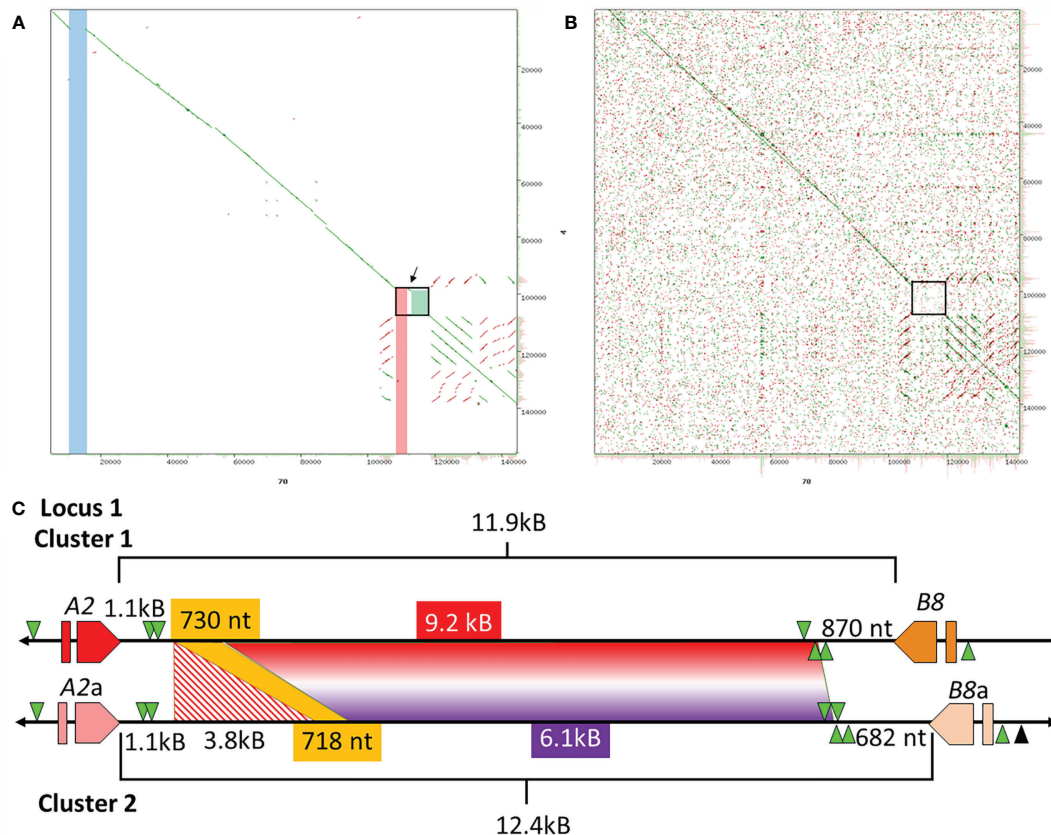 A
B
20000
40000
60000
80000
100000
120000
140000
20000
40000
60000
80000
100000
120000
140000
70
4
20000
40000
60000
80000
100000
120000
140000
20000
40000
60000
80000
100000
120000
140000
70
C
Locus 1
Cluster 1
11.9kB
A2
1.1kB
730 nt
9.2 kB
870 nt
B8
A2a
1.1kB
3.8kB
718 nt
6.1kB
682 nt
B8a
Cluster 2
12.4kB